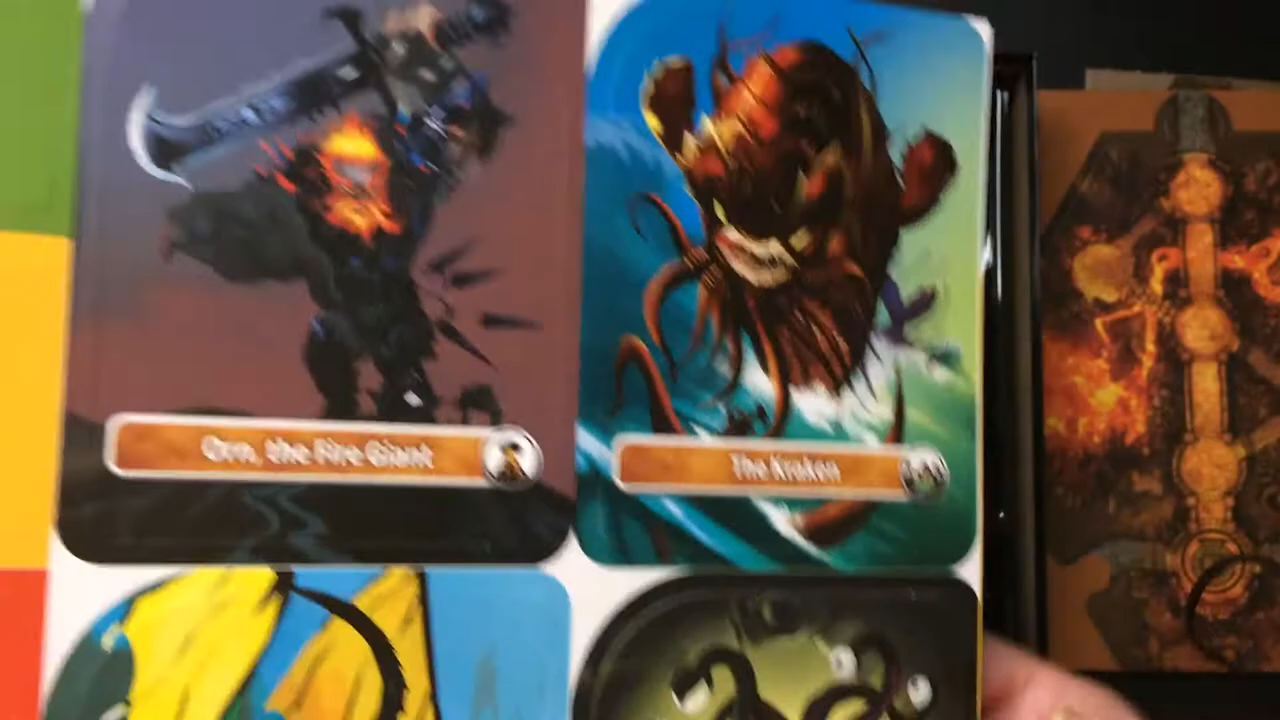 Orn, the Fire Giant
The Kraken